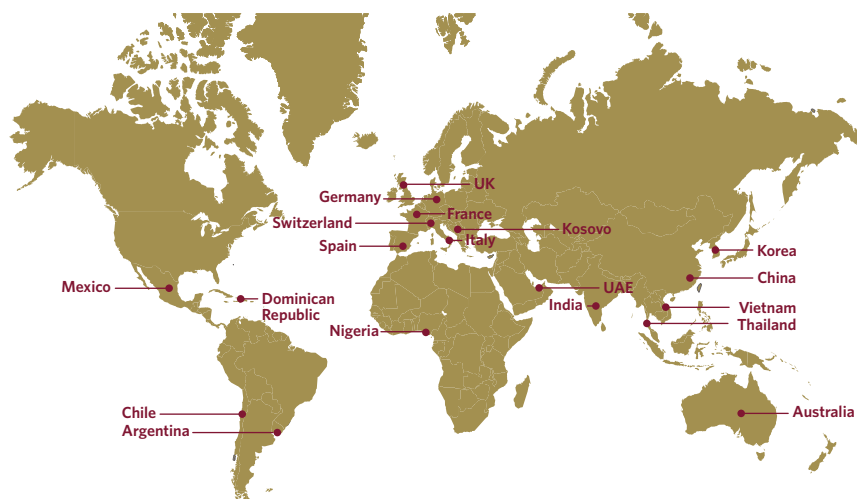 UK
Germany
France
Switzerland
Kosovo
Spain
Italy
Korea
China
Mexico
UAE
Dominican
Republic
India
Vietnam
Thailand
Nigeria
Chile
Australia
Argentina